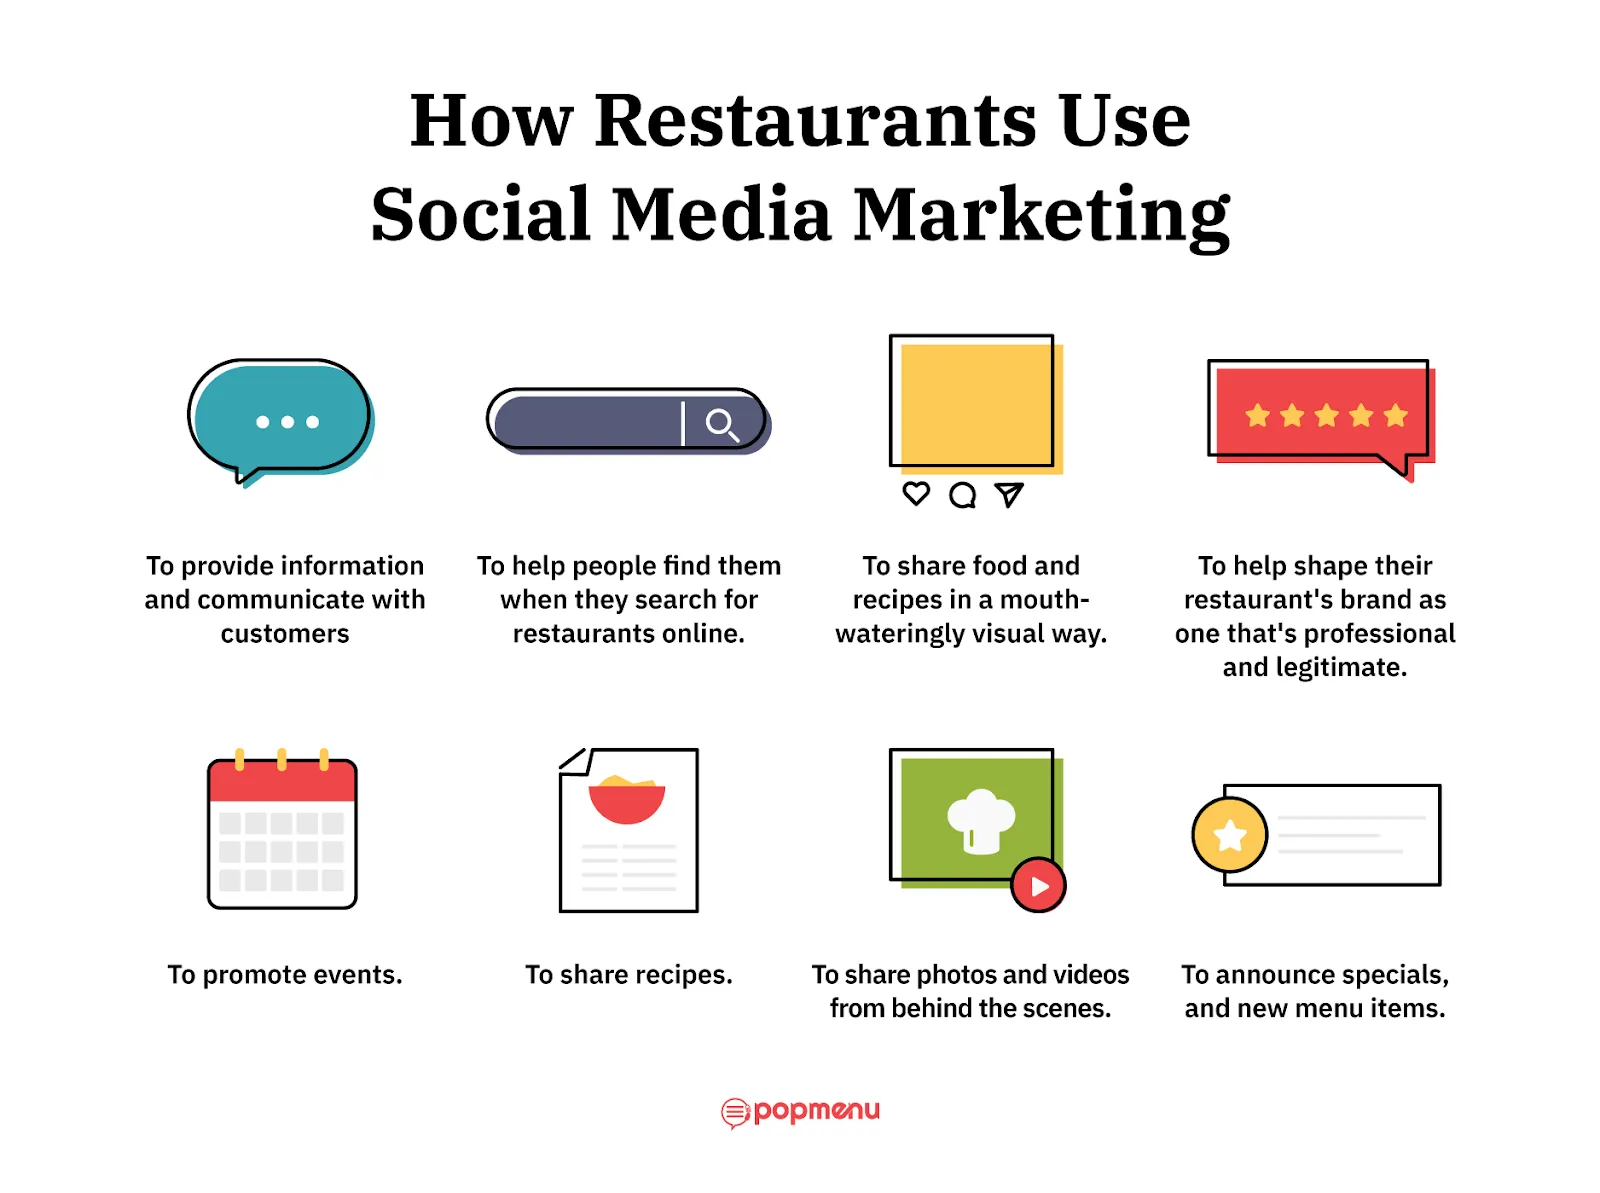 How Restaurants Use
Social Media Marketing
To provide information
and communicate with
customers
To help people find them
when they search for
restaurants online.
To share food and
recipes in a mouth-
wateringly visual way.
To help shape their
restaurant's brand as
one that's professional
and legitimate.
To promote events.
To share recipes.
To share photos and videos
from behind the scenes.
To announce specials,
and new menu items.
popmenu